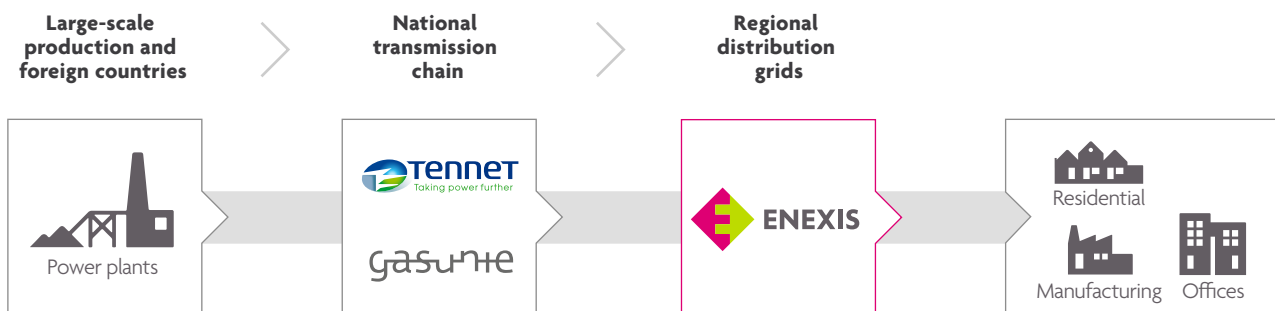 Large-scale
production and
foreign countries
National
transmission
chain
Regional
distribution
grids
Power plants
TenneT
Taking power further
gasunie
ENEXIS
Residential
Manufacturing
Offices